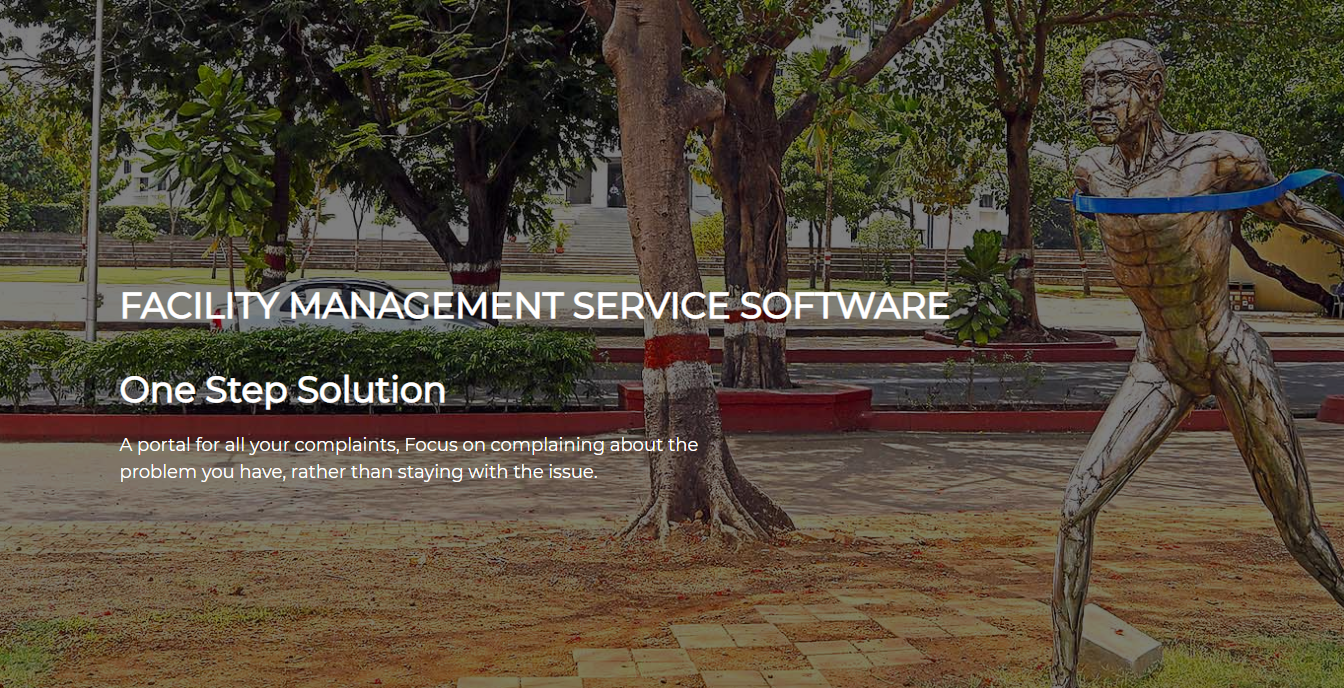 FACILITY MANAGEMENT SERVICE SOFTWARE
One Step Solution
A portal for all your complaints, Focus on complaining about the
problem you have, rather than staying with the issue.